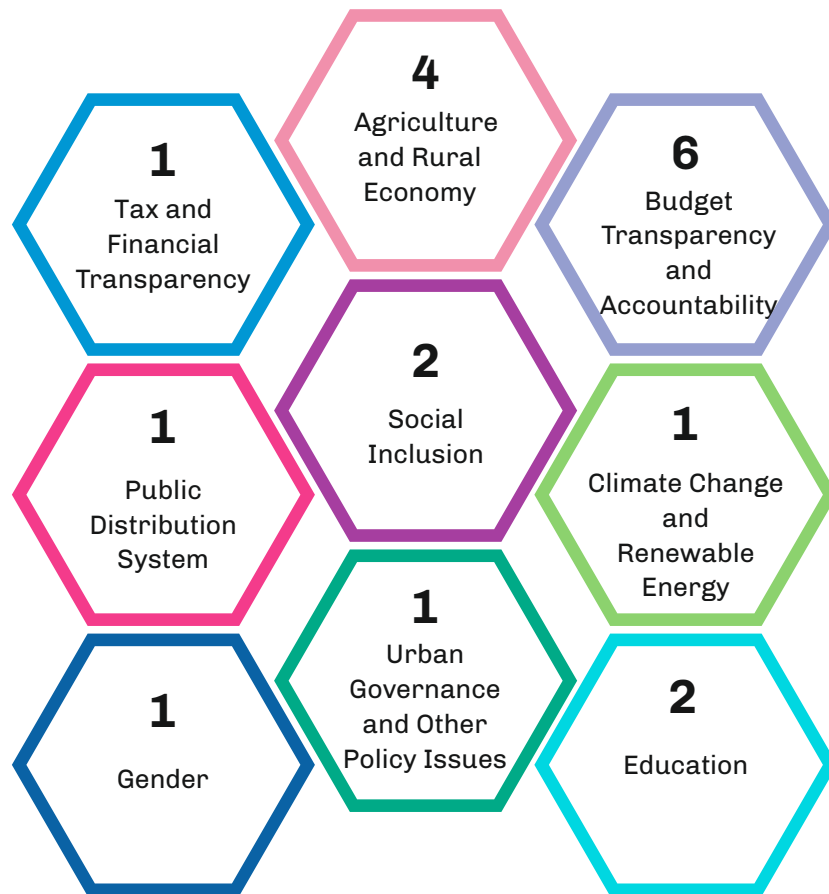 4
Agriculture
and Rural
Economy
1
Tax and
Financial
Transparency
6
Budget
Transparency
and
Accountability
2
Social
Inclusion
1
Public
Distribution
System
1
Climate Change
and
Renewable
Energy
1
Urban
Governance
and Other
Policy Issues
1
Gender
2
Education